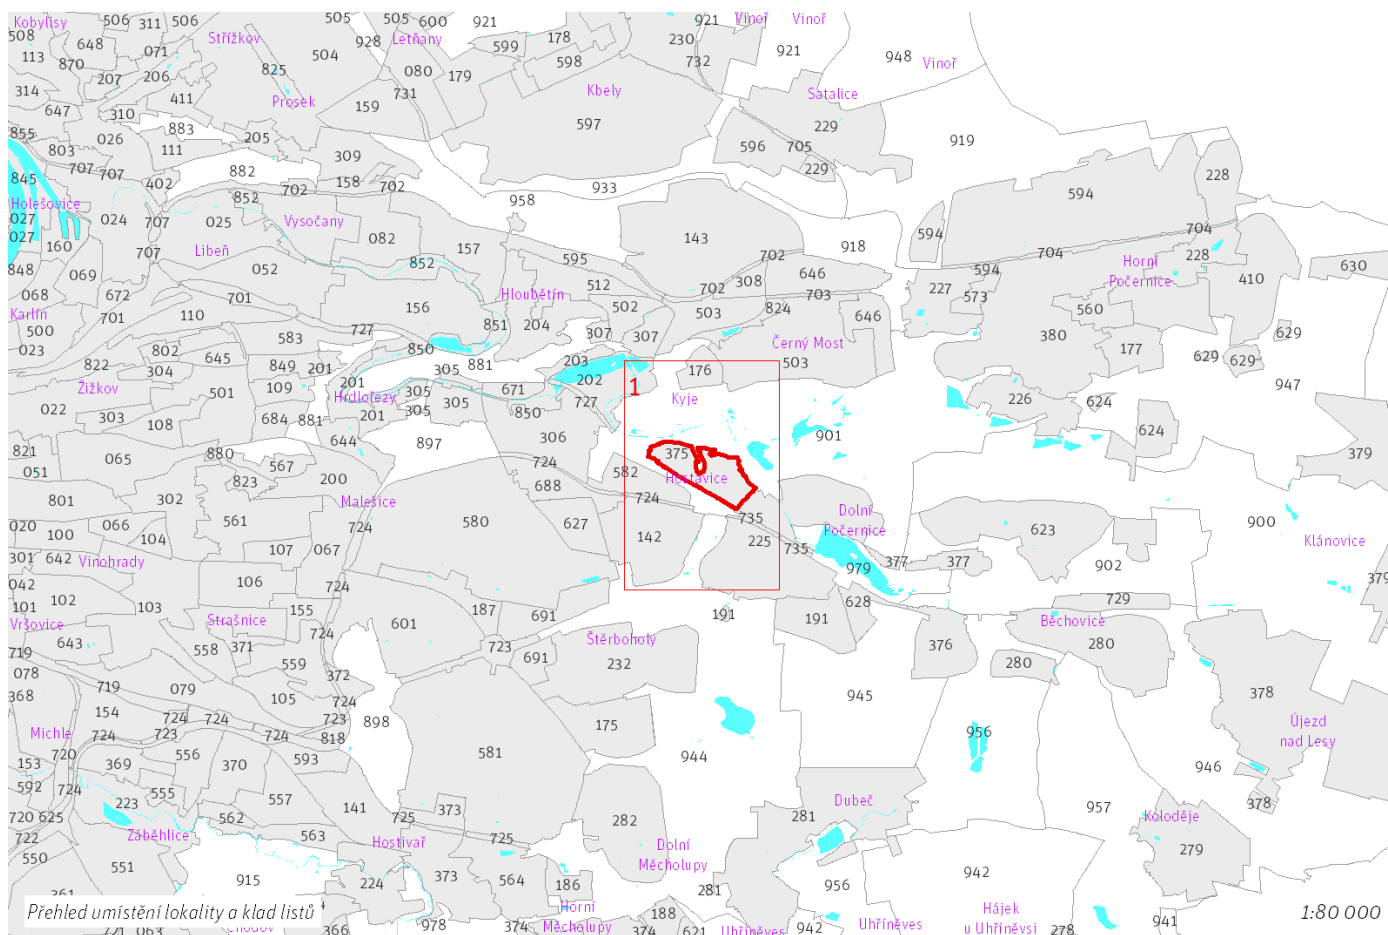 Kobylisy 506 311 506 505 505 600 921 921 Vinoř Vinoř
508 648 071 Střížkov 504 928 Letňany 599 178 230 921 948 Vinoř
113 870 207 206 825 080 179 598 732
314 411 Prosek 159 731 Kbely Satalice
647 310 883 597 229
855 026 205 919
803 111 309 596 705
707 707 882 158 702 229 228
845 402 702 933 594
Holešovice 852 958
027 024 707 025 Vysočany 704
027 160 707 Libeň 082 157 143 918 594 704 228
848 069 052 852 595 702 594 Horní 630
068 672 701 512 308 646 227 Počernice 410
Karlín 701 110 156 Hloubětín 502 702 703 573 560
500 727 851 204 307 307 503 824 646 629
023 583 850 203 Černý Most 380 177
822 802 645 849 201 881 202 176 503 629 629
304 305 1 947
Žižkov 501 109 201 305 671 727 Kyje 226 624
022 303 108 684 881 Hrdlořezy 305 305 850 624
821 644 201 897 306 375 901 379
051 065 880 567 724 582 Hostavice
823 200 688 724
801 302 Malešice Dolní
020 066 561 724 580 627 735 Počernice 623 900
100 104 107 067 142 225 735 Klánovice
301 642 Vinohrady 377 377
042 106 724 979 902 379
101 102 103 155 187 691 191 191 628 729
Vršovice Strašnice 601 Běchovice
643 558 371 724 723 Štěrboholy 376 280
719 559 691 232 280
078 079 372 945 378
368 719 105 724
154 724 724 723 898 175 Újezd
Michle 724 723 724 818 581 956 nad Lesy
720 556 593 944
153 369 370 946
592 724 555 557 957 378
223 141 373 Dubeč
720 625 562 725 282 281 Koloděje
722 Záběhlice 563 Hostivař 725 Dolní
550 551 Měcholupy 279
915 224 373 564 186 281 956 942
Přehled umístění lokality a klad listů
Horní 188 Hájek
Měcholupy Uhříněves 942 Uhříněves u Uhříněvsi 278 941
366 978 374 374 621
1:80 000